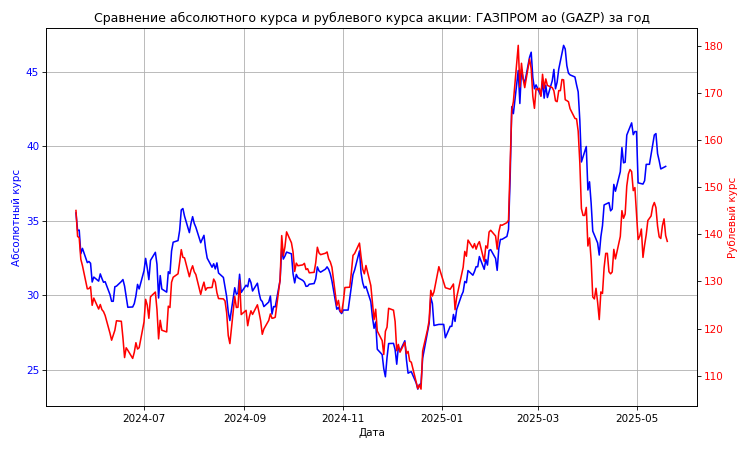 Сравнение абсолютного курса и рублевого курса акции: ГАЗПРОМ ао (GAZP) за год
Абсолютный курс
45
40
35
30
25
180
170
160
150
140
130
120
110
Рублевый курс
2024-07 2024-09 2024-11 2025-01 2025-03 2025-05
Дата